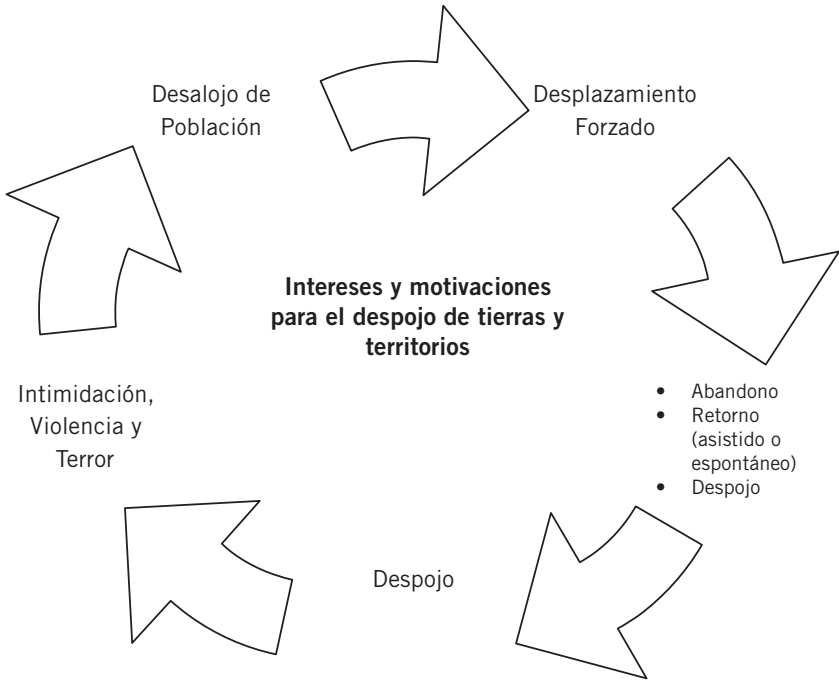 Desalojo de
Población
Desplazamiento
Forzado
Intereses y motivaciones
para el despojo de tierras y
territorios
Intimidación,
Violencia y
Terror
• Abandono
• Retorno
(asistido o
espontáneo)
• Despojo
Despojo